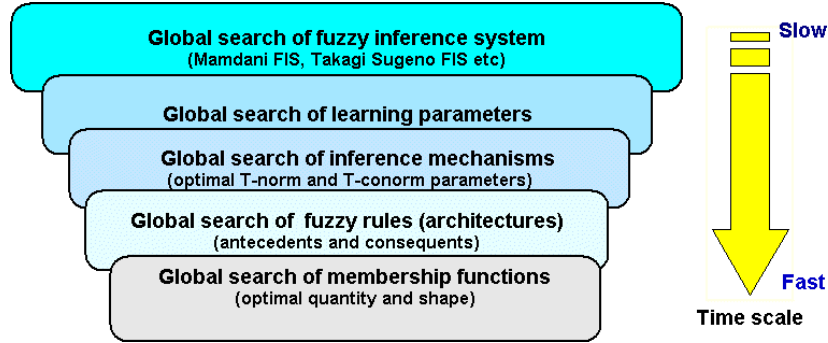 Global search of fuzzy inference system
(Mamdani FIS, Takagi Sugeno FIS etc)
Global search of learning parameters
Global search of inference mechanisms
(optimal T-norm and T-conorm parameters)
Global search of fuzzy rules (architectures)
(antecedents and consequents)
Global search of membership functions
(optimal quantity and shape)
Slow
Fast
Time scale